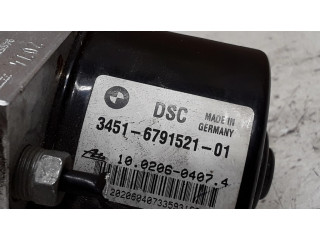 DSC
MADE IN
GERMANY
3451-6791521-01
10.0206-0407.4